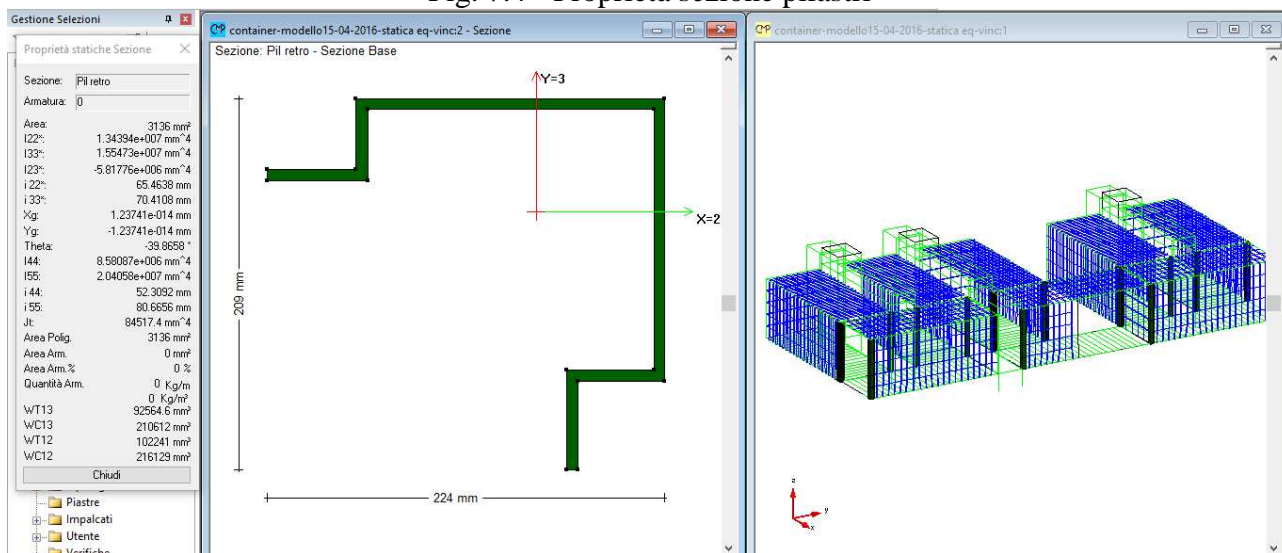 Fig. 7.7 - Proprietà sezione pilastri
Gestione Selezioni
Proprietà statiche Sezione
Sezione: Pil retro
Armatura: 0
Area: 3136 mm²
I22*: 1.34394e+007 mm^4
I33*: 1.55473e+007 mm^4
I23*: -5.81776e+006 mm^4
i 22*: 65.4638 mm
i 33*: 70.4108 mm
Xg: 1.23741e-014 mm
Yg: -1.23741e-014 mm
Theta: -39.8658 °
I44: 8.58087e+006 mm^4
I55: 2.04058e+007 mm^4
i 44: 52.3092 mm
i 55: 80.6656 mm
Jt: 84517.4 mm^4
Area Polig. 3136 mm²
Area Arm. 0 mm²
Area Arm.% 0 %
Quantità Arm. 0 Kg/m
0 Kg/m³
WT13 92564.6 mm³
WC13 210612 mm³
WT12 102241 mm³
WC12 216129 mm³
Chiudi
Piastre
Impalcati
Utente
Verifiche
CMP container-modello15-04-2016-statica eq-vinc:2 - Sezione
Sezione: Pil retro - Sezione Base
Y=3
X=2
209 mm
224 mm
CMP container-modello15-04-2016-statica eq-vinc:1
z
y
x